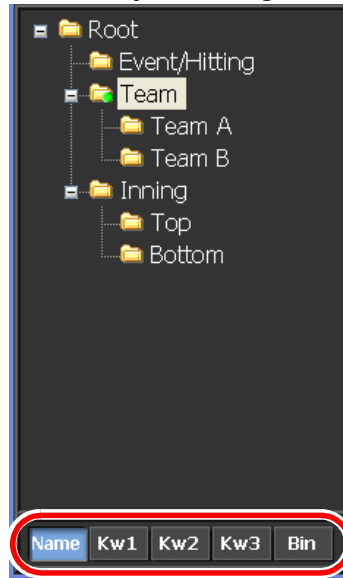 Root
Event/Hitting
Team
Team A
Team B
Inning
Top
Bottom
Name Kw1 Kw2 Kw3 Bin